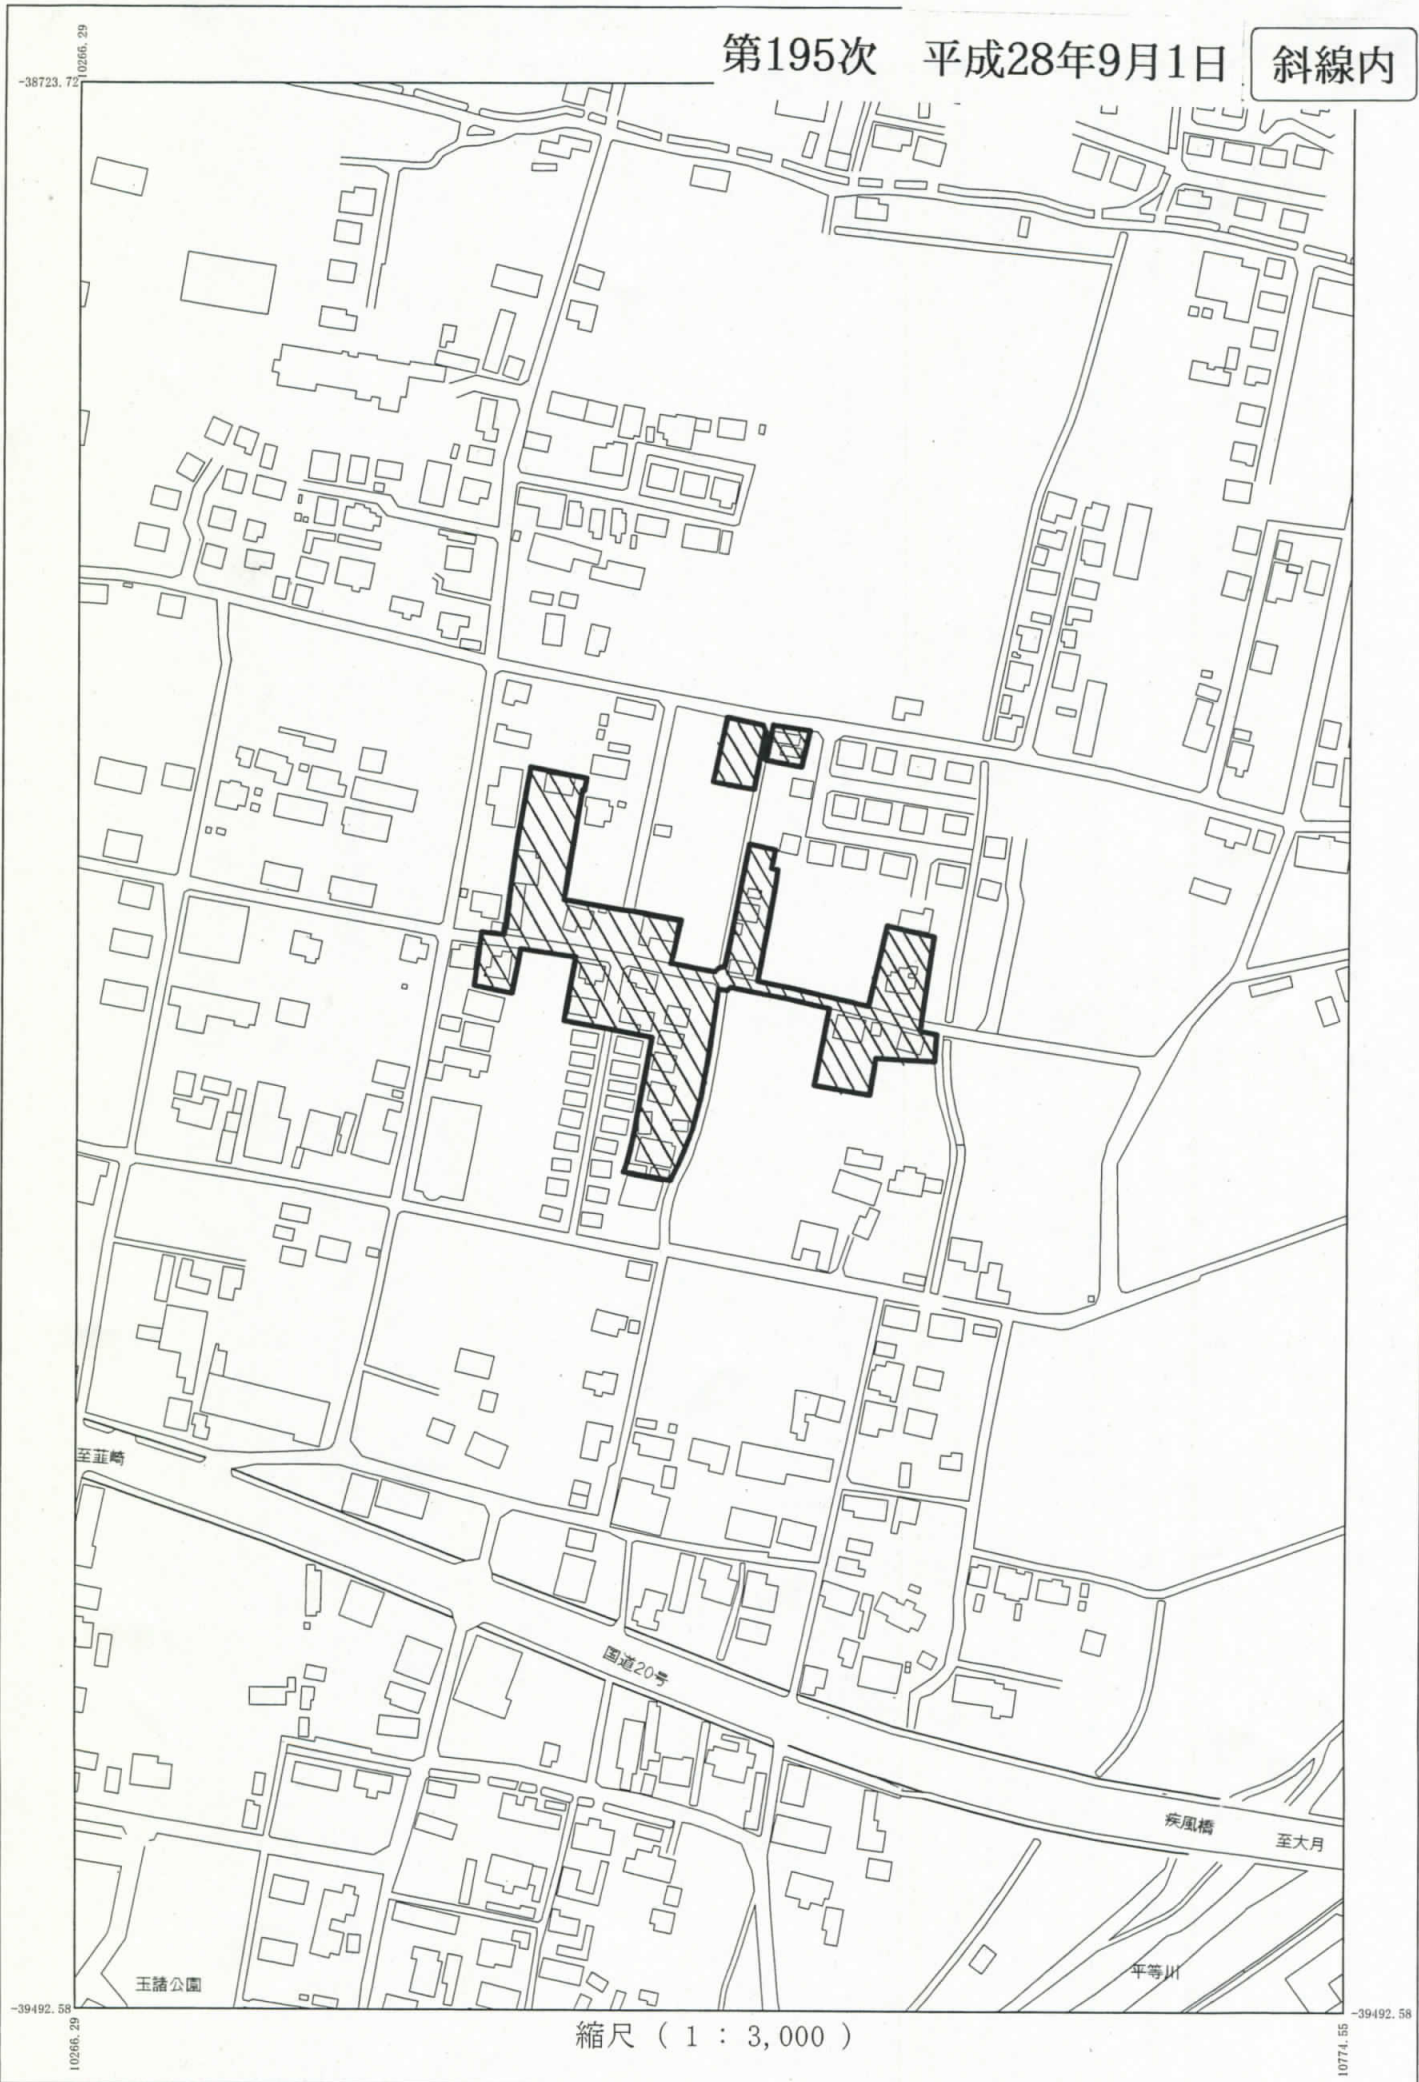 10266.29
第195次 平成28年9月1日 斜線内
-38723.72
至韮崎
国道20号
疾風橋
至大月
平等川
玉諸公園
-39492.58
-39492.58
縮尺 ( 1 : 3,000 )
10266.29
10774.55